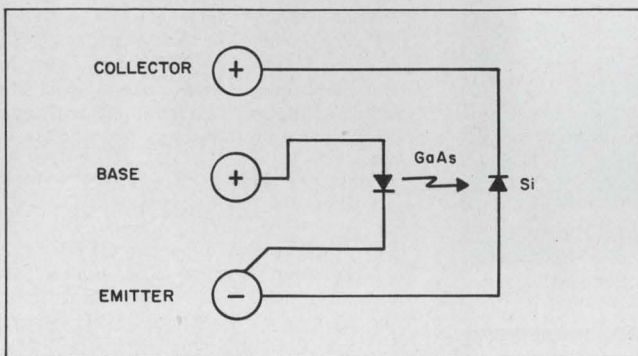 COLLECTOR +
BASE +
GaAs
Si
EMITTER −